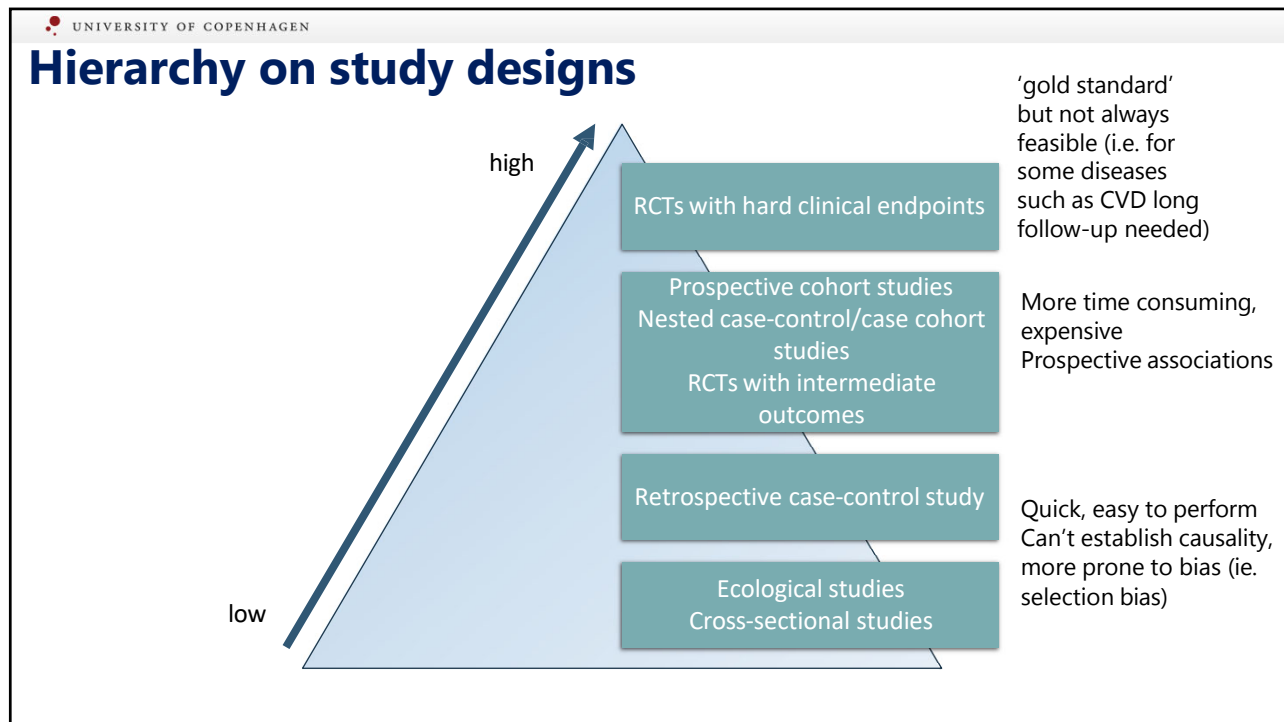 UNIVERSITY OF COPENHAGEN
Hierarchy on study designs
high
low
RCTs with hard clinical endpoints
Prospective cohort studies
Nested case-control/case cohort
studies
RCTs with intermediate
outcomes
Retrospective case-control study
Ecological studies
Cross-sectional studies
‘gold standard’
but not always
feasible (i.e. for
some diseases
such as CVD long
follow-up needed)
More time consuming,
expensive
Prospective associations
Quick, easy to perform
Can’t establish causality,
more prone to bias (ie.
selection bias)